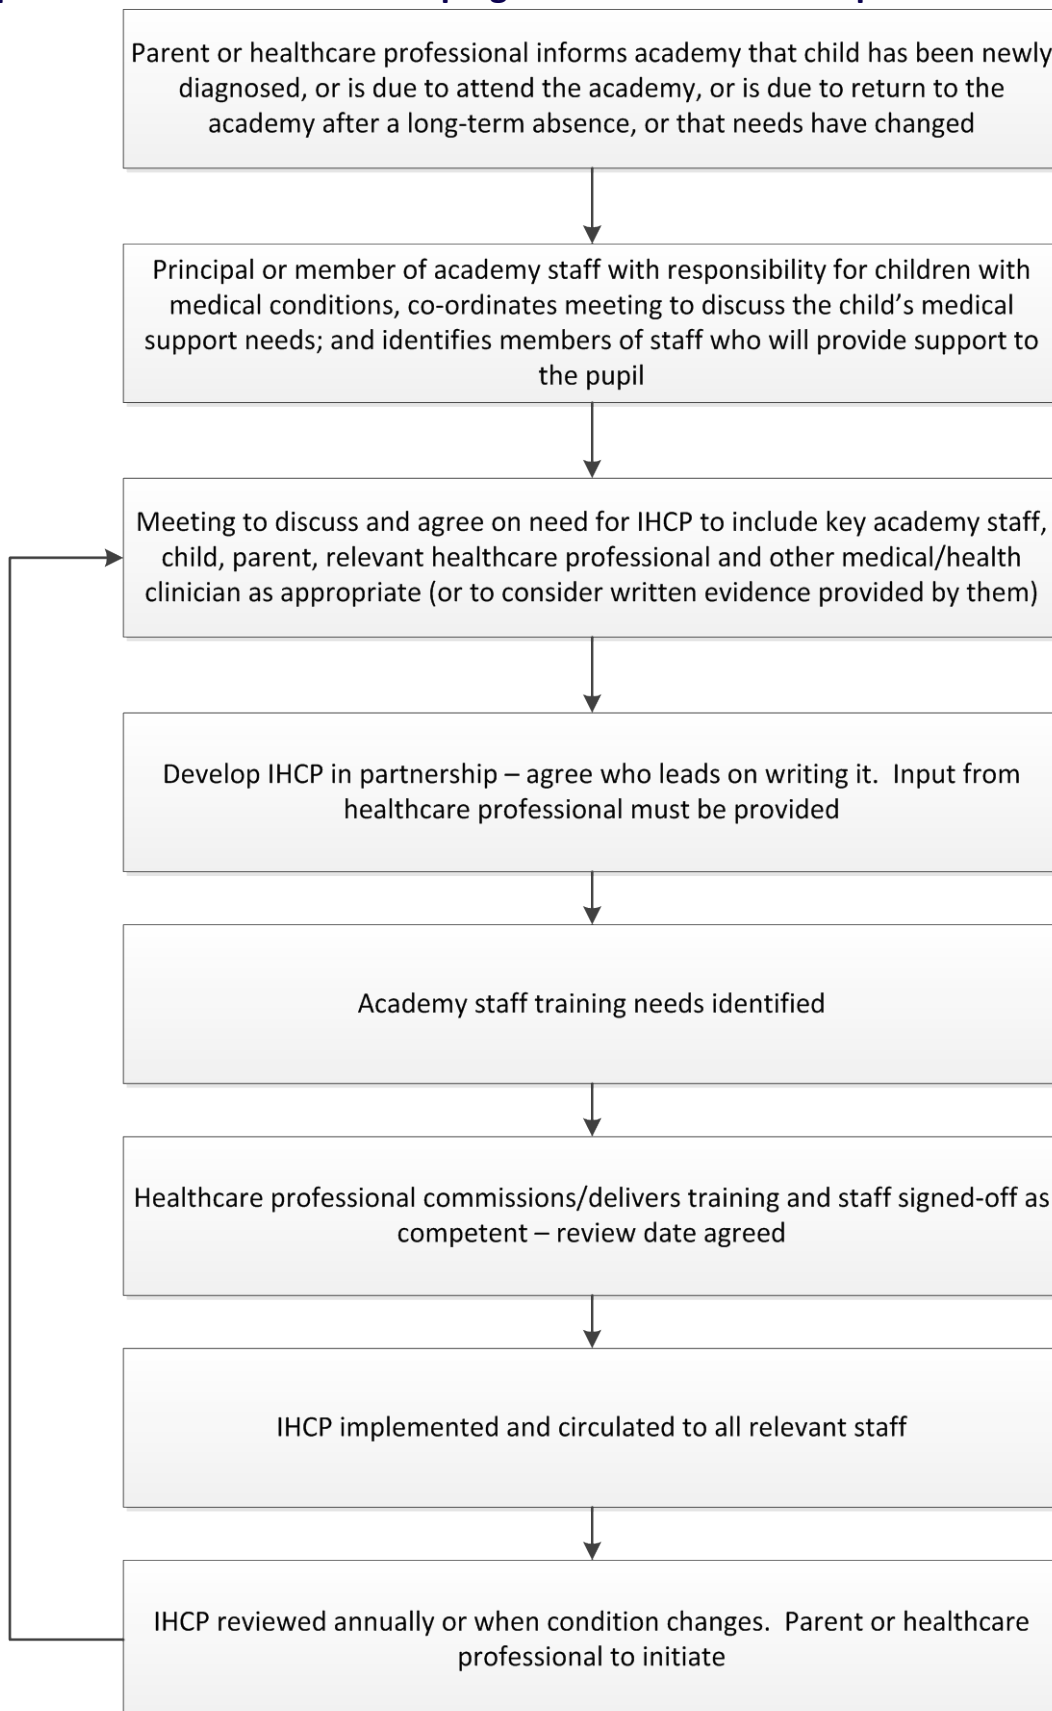 Parent or healthcare professional informs academy that child has been newly
diagnosed, or is due to attend the academy, or is due to return to the
academy after a long-term absence, or that needs have changed
Principal or member of academy staff with responsibility for children with
medical conditions, co-ordinates meeting to discuss the child’s medical
support needs; and identifies members of staff who will provide support to
the pupil
Meeting to discuss and agree on need for IHCP to include key academy staff,
child, parent, relevant healthcare professional and other medical/health
clinician as appropriate (or to consider written evidence provided by them)
Develop IHCP in partnership – agree who leads on writing it.  Input from
healthcare professional must be provided
Academy staff training needs identified
Healthcare professional commissions/delivers training and staff signed-off as
competent – review date agreed
IHCP implemented and circulated to all relevant staff
IHCP reviewed annually or when condition changes.  Parent or healthcare
professional to initiate